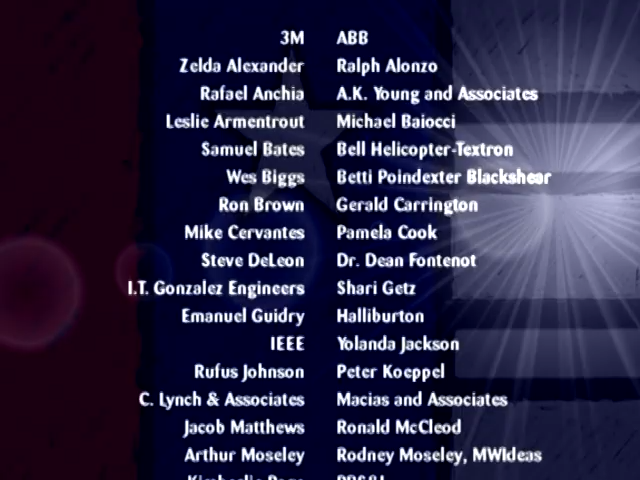 3M ABB
Zelda Alexander Ralph Alonzo
Rafael Anchia A.K. Young and Associates
Leslie Armentrout Michael Baiocci
Samuel Bates Bell Helicopter-Textron
Wes Biggs Betti Poindexter Blackshear
Ron Brown Gerald Carrington
Mike Cervantes Pamela Cook
Steve DeLeon Dr. Dean Fontenot
I.T. Gonzalez Engineers Shari Getz
Emanuel Guidry Halliburton
IEEE Yolanda Jackson
Rufus Johnson Peter Koeppel
C. Lynch & Associates Macias and Associates
Jacob Matthews Ronald McCleod
Arthur Moseley Rodney Moseley, MWIdeas